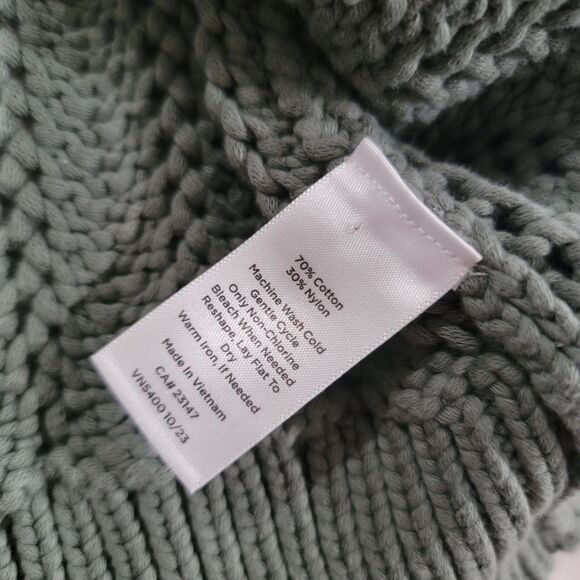 70% Cotton
30% Nylon
Machine Wash Cold
Gentle Cycle
Only Non-Chlorine
Bleach When Needed
Reshape, Lay Flat To
Dry
Warm Iron, If Needed
Made in Vietnam
CA# 23147
VN5400 10/23